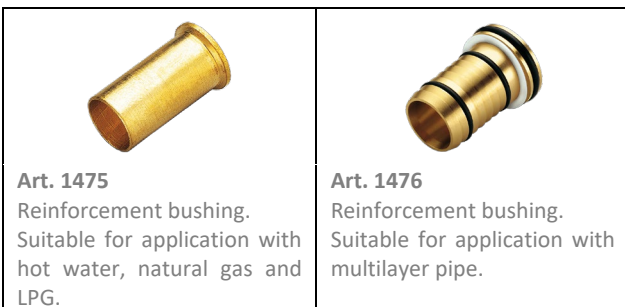 Art. 1475
Reinforcement bushing.
Suitable for application with
hot water, natural gas and
LPG.
Art. 1476
Reinforcement bushing.
Suitable for application with
multilayer pipe.